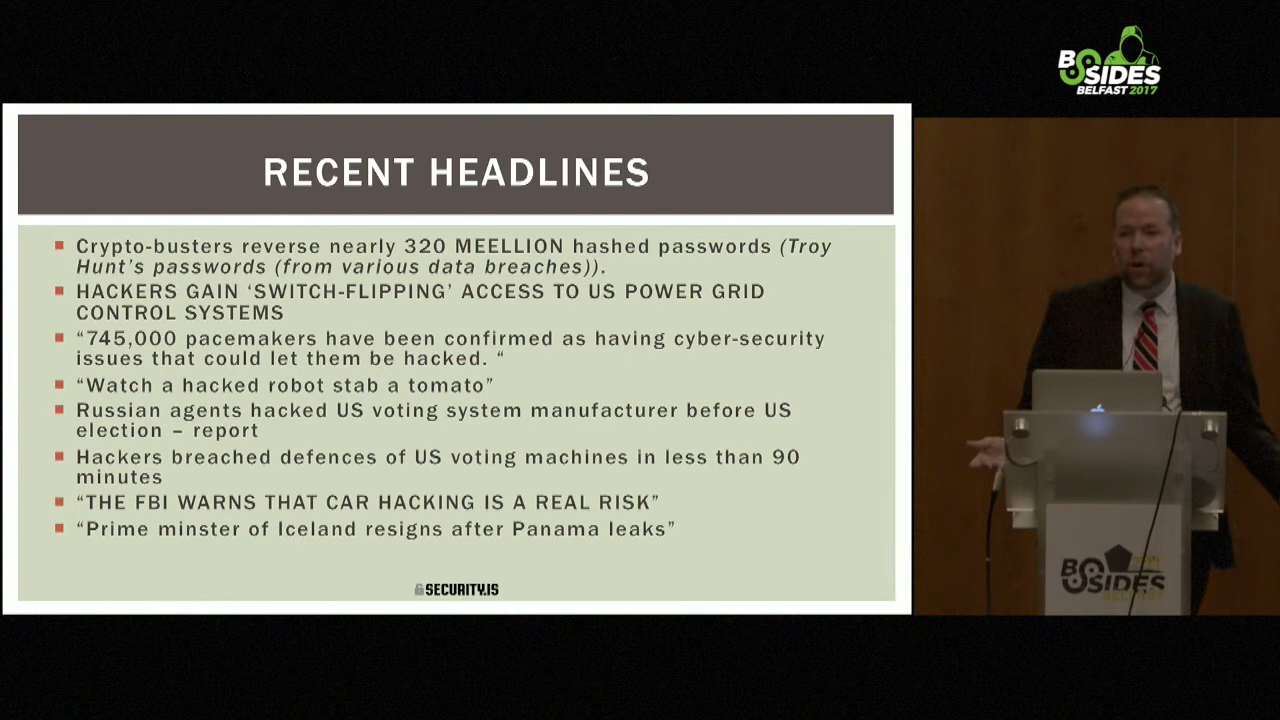 BSIDES
BELFAST 2017
RECENT HEADLINES
Crypto-busters reverse nearly 320 MEELLION hashed passwords (Troy
Hunt's passwords (from various data breaches)).
HACKERS GAIN ‘SWITCH-FLIPPING’ ACCESS TO US POWER GRID
CONTROL SYSTEMS
“745,000 pacemakers have been confirmed as having cyber-security
issues that could let them be hacked. “
“Watch a hacked robot stab a tomato”
Russian agents hacked US voting system manufacturer before US
election – report
Hackers breached defences of US voting machines in less than 90
minutes
“THE FBI WARNS THAT CAR HACKING IS A REAL RISK”
“Prime minster of Iceland resigns after Panama leaks”
SECURITY.IS
BSIDES
BELFAST